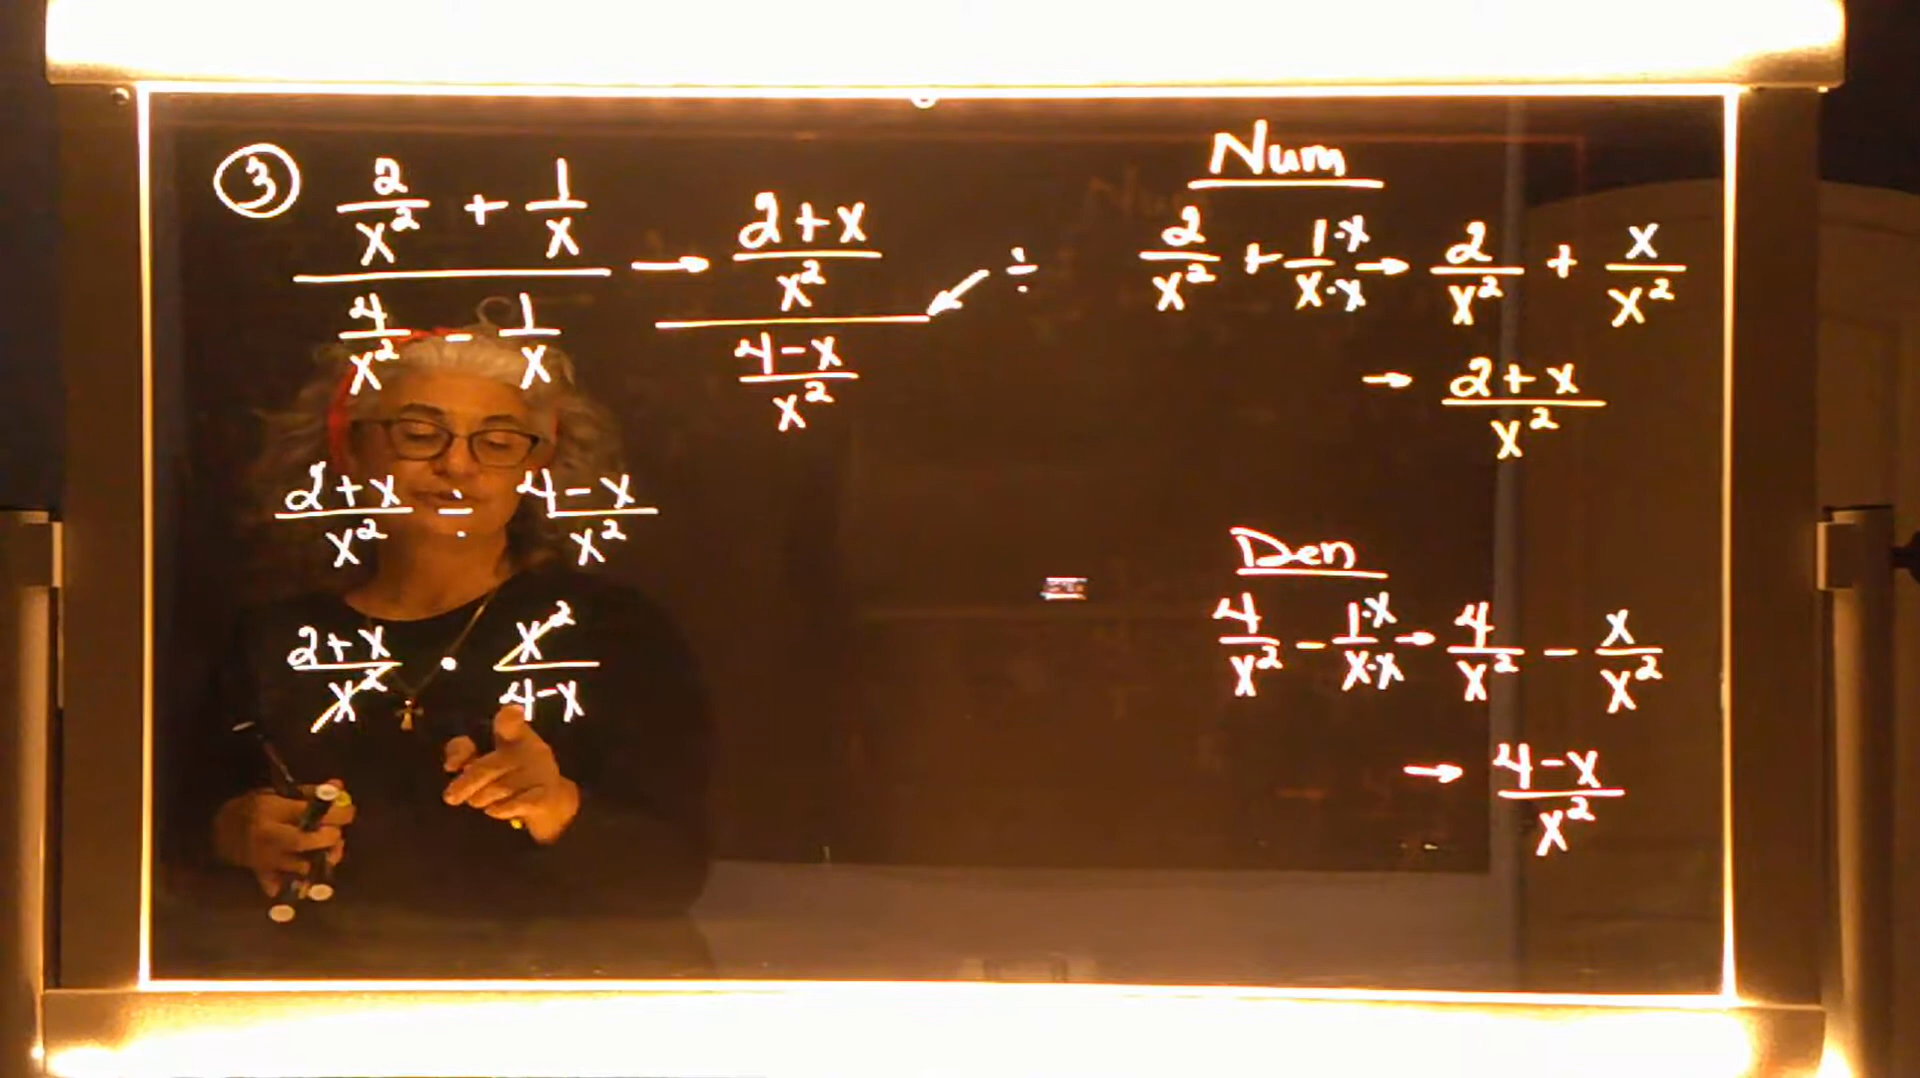 ③ (2/x² + 1/x)/(4/x² - 1/x) → ((2+x)/x²)/((4-x)/x²) ↙ ÷
(2+x)/x² ÷ (4-x)/x²
(2+x)/x² · x²/(4-x)
Num
2/x² + 1·x/x·x → 2/x² + x/x²
→ (2+x)/x²
Den
4/x² - 1·x/x·x → 4/x² - x/x²
→ (4-x)/x²